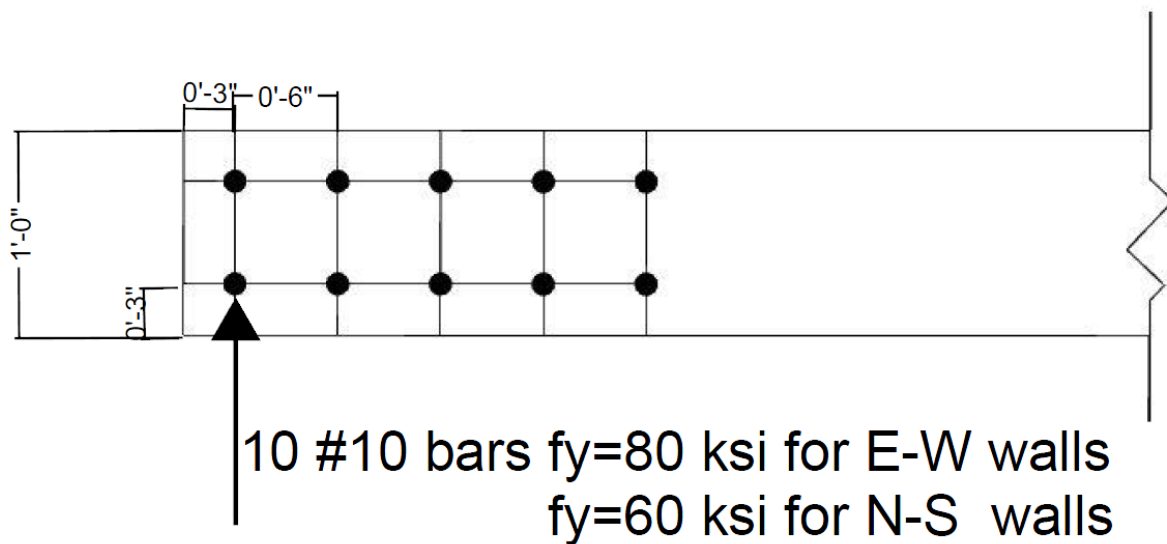 0'-3" 0'-6"
1'-0"
0'-3"
10 #10 bars fy=80 ksi for E-W walls
fy=60 ksi for N-S walls